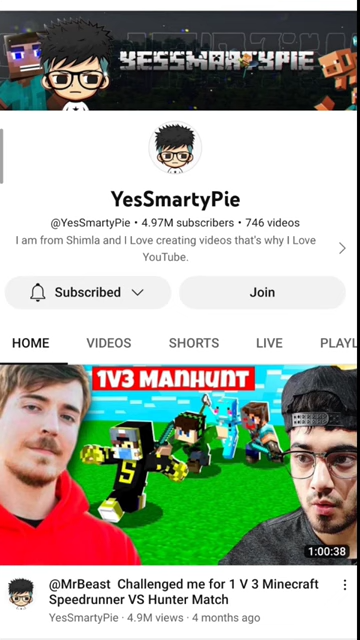 YESSMARTYPIE
YesSmartyPie
@YesSmartyPie • 4.97M subscribers • 746 videos
I am from Shimla and I Love creating videos that's why I Love
YouTube.
Subscribed
Join
HOME VIDEOS SHORTS LIVE PLAYL
1V3 MANHUNT
S
1:00:38
@MrBeast Challenged me for 1 V 3 Minecraft
Speedrunner VS Hunter Match
YesSmartyPie · 4.9M views · 4 months ago